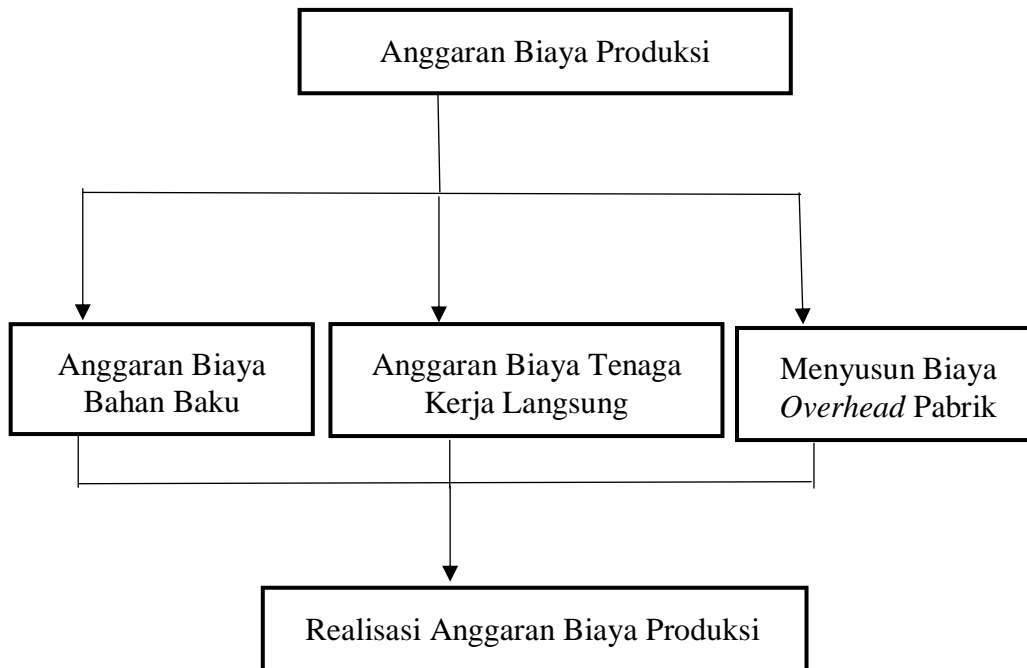 Anggaran Biaya Produksi
Anggaran Biaya
Bahan Baku
Anggaran Biaya Tenaga
Kerja Langsung
Menyusun Biaya
Overhead Pabrik
Realisasi Anggaran Biaya Produksi